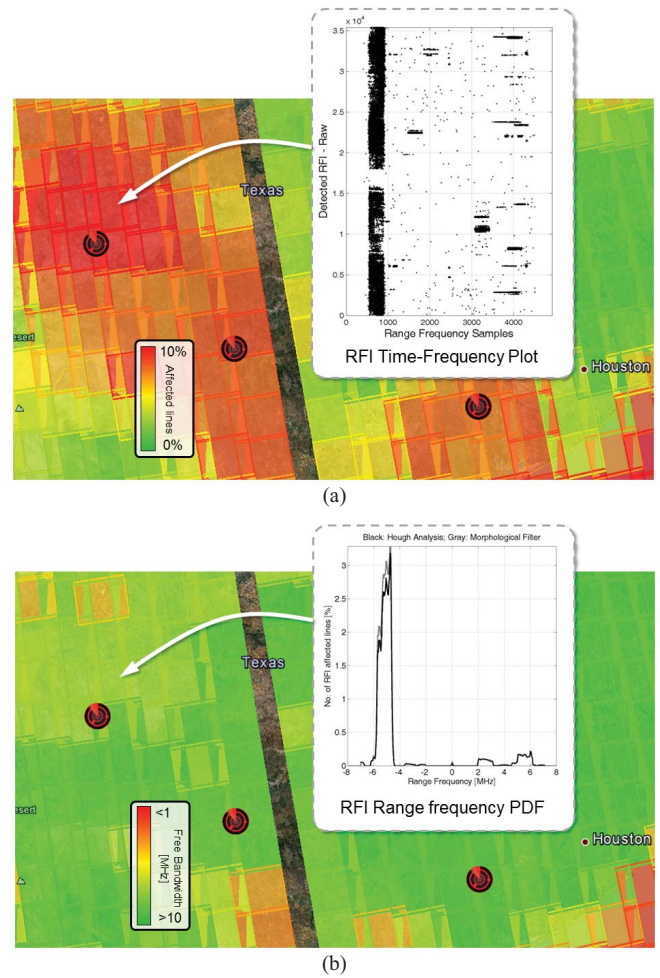 × 10⁴
3.5
3
2.5
2
1.5
1
0.5
0
Detected RFI - Raw
0 1000 2000 3000 4000
Range Frequency Samples
RFI Time-Frequency Plot
Texas
esert
10%
Affected lines
0%
Houston
(a)
Black: Hough Analysis; Gray: Morphological Filter
3
2.5
2
1.5
1
0.5
0
No. of RFI affected lines [%]
-8 -6 -4 -2 0 2 4 6 8
Range Frequency [MHz]
RFI Range frequency PDF
Texas
esert
<1
Free Bandwidth
[MHz]
>10
Houston
(b)